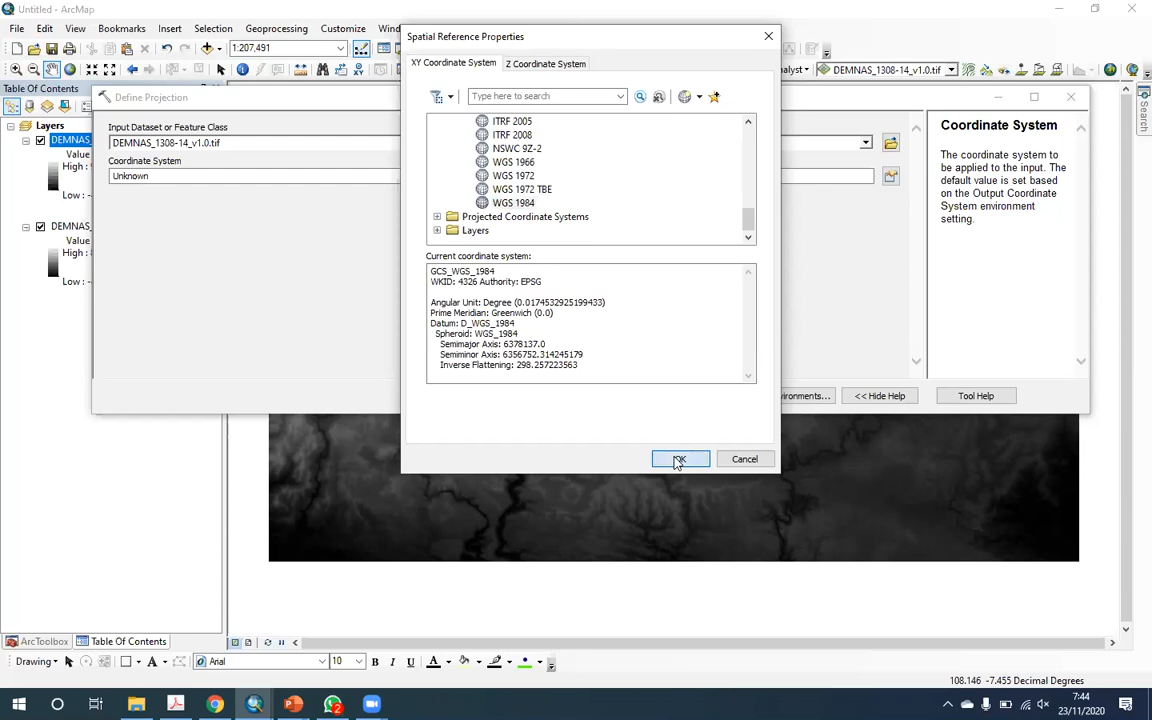 Untitled - ArcMap
File Edit View Bookmarks Insert Selection Geoprocessing Customize
1:207,491
DEMNAS_1308-14_v1.0.tif
Table Of Contents
Layers
DEMNAS_
Value
High :
Low :
DEMNAS_
Value
High :
Low :
Define Projection
Input Dataset or Feature Class
DEMNAS_1308-14_v1.0.tif
Coordinate System
Unknown
Spatial Reference Properties
XY Coordinate System Z Coordinate System
Type here to search
ITRF 2005
ITRF 2008
NSWC 9Z-2
WGS 1966
WGS 1972
WGS 1972 TBE
WGS 1984
Projected Coordinate Systems
Layers
Current coordinate system:
GCS_WGS_1984
WKID: 4326 Authority: EPSG
Angular Unit: Degree (0.0174532925199433)
Prime Meridian: Greenwich (0.0)
Datum: D_WGS_1984
Spheroid: WGS_1984
Semimajor Axis: 6378137.0
Semiminor Axis: 6356752.314245179
Inverse Flattening: 298.257223563
OK Cancel
Coordinate System
The coordinate system to
be applied to the input. The
default value is set based
on the Output Coordinate
System environment
setting.
<< Hide Help
Tool Help
Search
ArcToolbox Table Of Contents
Drawing Arial 10 B I U A
108.146 -7.455 Decimal Degrees
2
7:44
23/11/2020